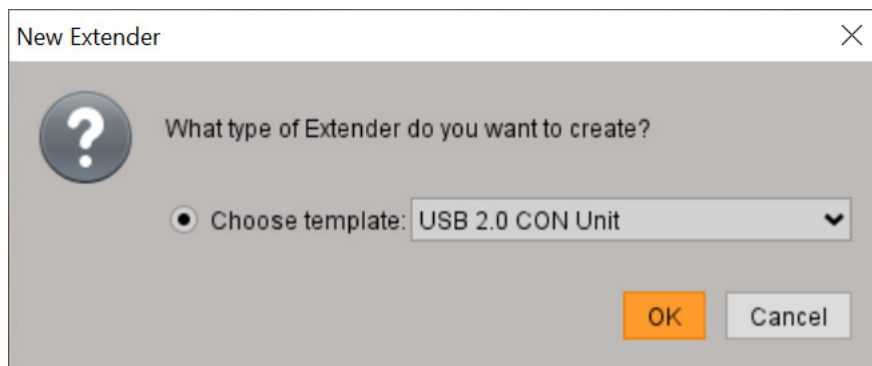 New Extender
What type of Extender do you want to create?
Choose template: USB 2.0 CON Unit
OK Cancel